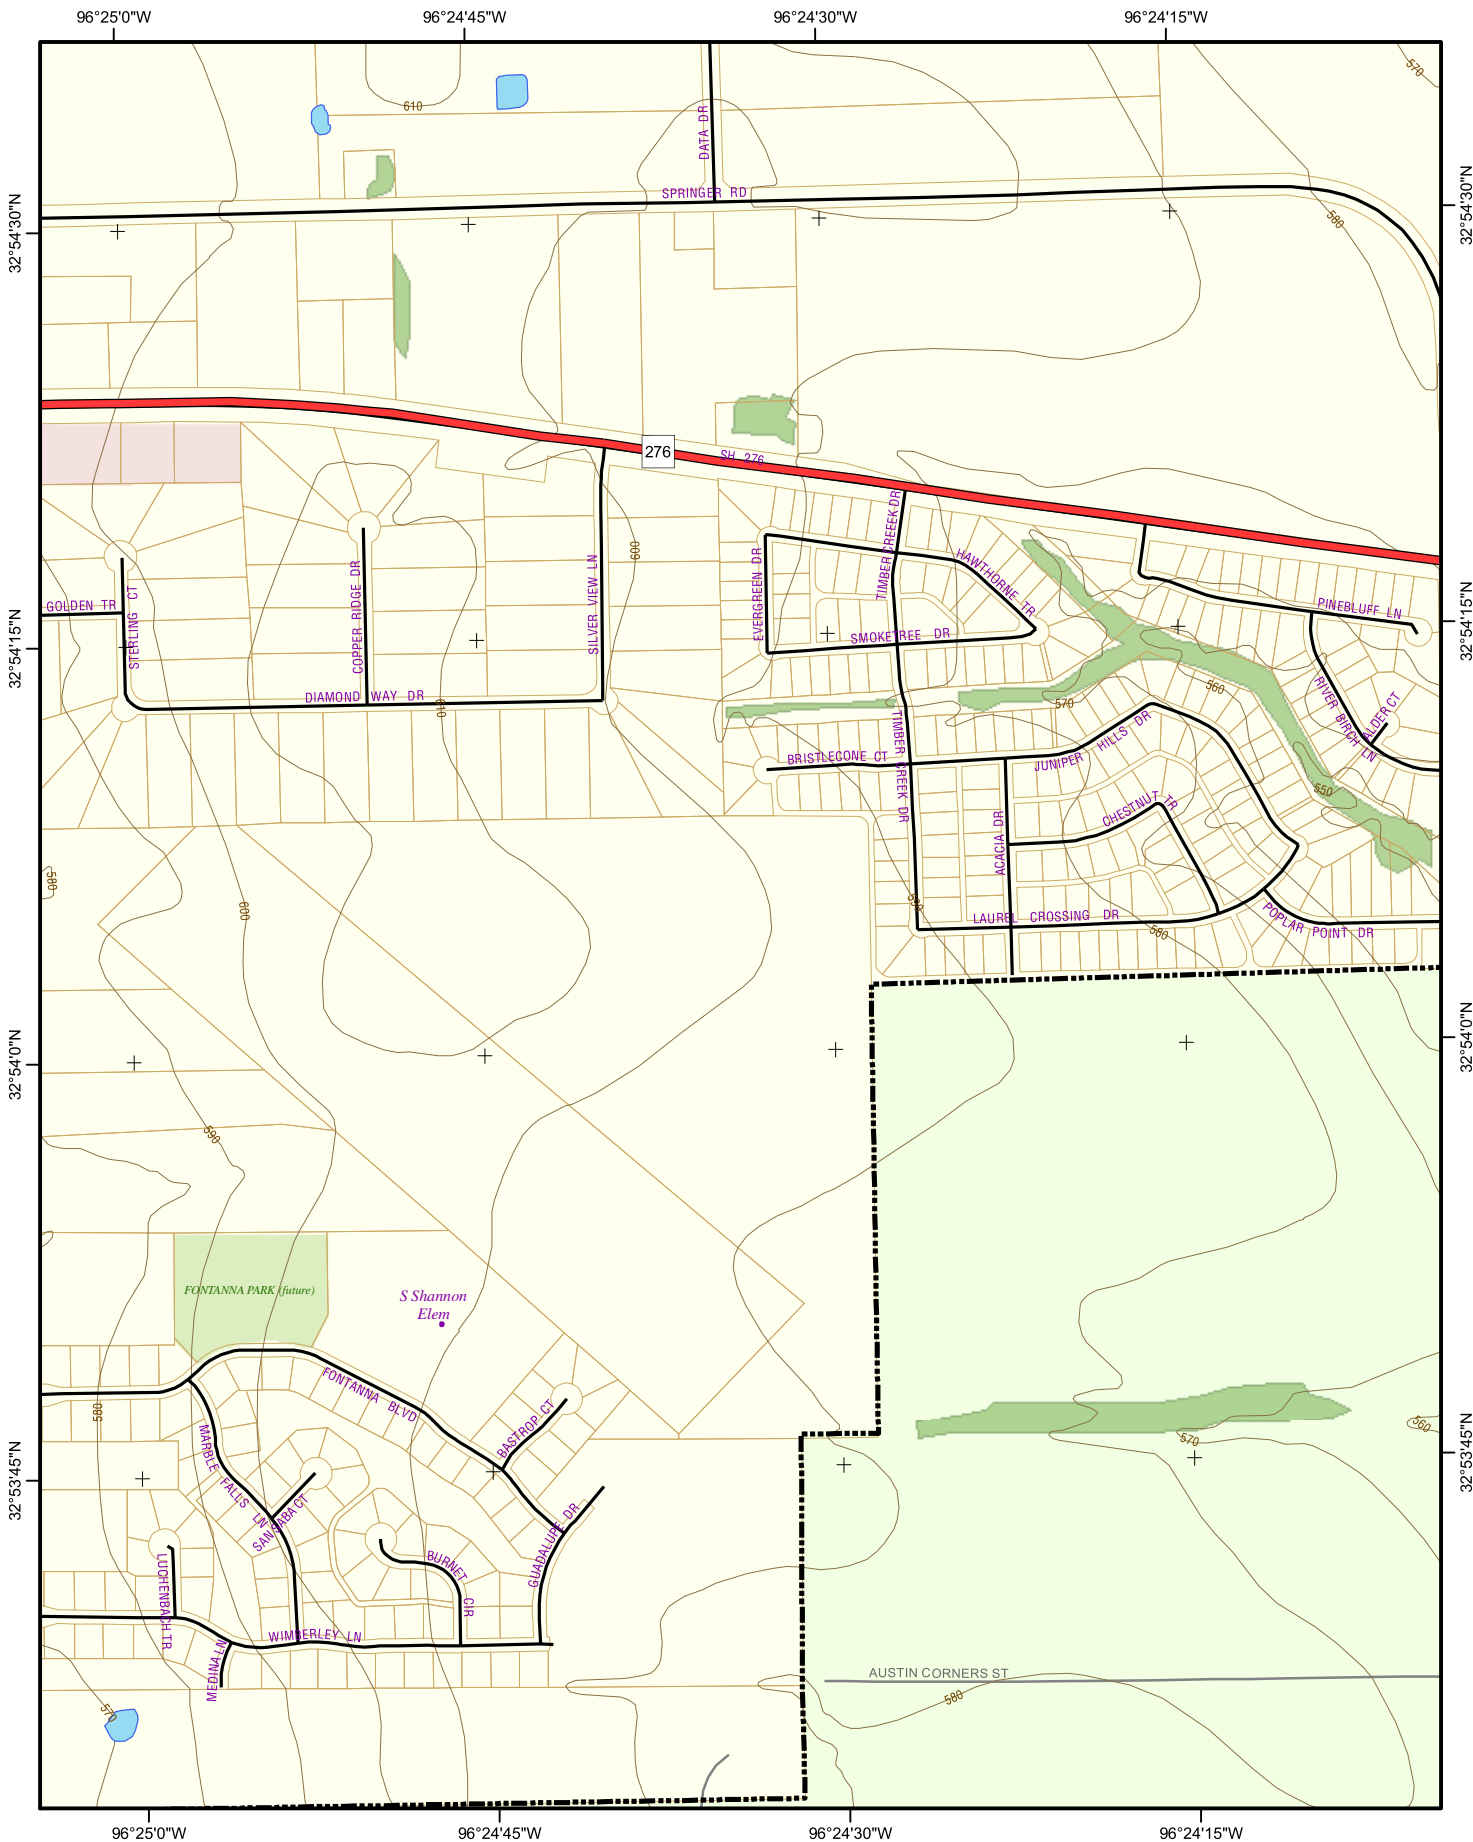 96°25'0"W
96°24'45"W
96°24'30"W
96°24'15"W
570
610
DATA DR
SPRINGER RD
32°54'30"N
32°54'30"N
580
276
SH 276
TIMBER CREEEK DR
HAWTHORNE TR
600
EVERGREEN DR
SILVER VIEW LN
COPPER RIDGE DR
STERLING CT
GOLDEN TR
PINEBLUFF LN
SMOKETREE DR
32°54'15"N
32°54'15"N
DIAMOND WAY DR
610
560
570
RIVER BIRCH LN
ALDER CT
TIMBER CREEK DR
BRISTLECONE CT
JUNIPER HILLS DR
550
CHESTNUT TR
ACACIA DR
580
600
590
LAUREL CROSSING DR
580
POPLAR POINT DR
32°54'0"N
32°54'0"N
590
FONTANNA PARK (future)
S Shannon
Elem
FONTANNA BLVD
580
BASTROP CT
560
570
MARBLE FALLS LN
32°53'45"N
32°53'45"N
SAN SABA CT
GUADALUPE DR
BURNET CIR
LUCHENBACH TR
WIMBERLEY LN
MEDINA LN
AUSTIN CORNERS ST
580
570
96°25'0"W
96°24'45"W
96°24'30"W
96°24'15"W